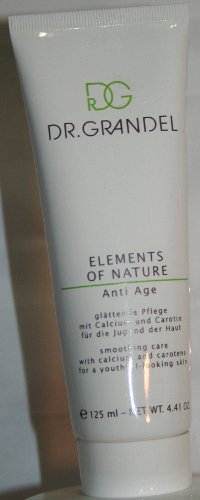 DRG
DR.GRANDEL
ELEMENTS
OF NATURE
Anti Age
glättende Pflege
mit Calcium und Carotin
für die Jugend der Haut
smoothing care
with calcium and carotene
for a youthful-looking skin
℮ 125 ml - NET WT. 4.41 OZ